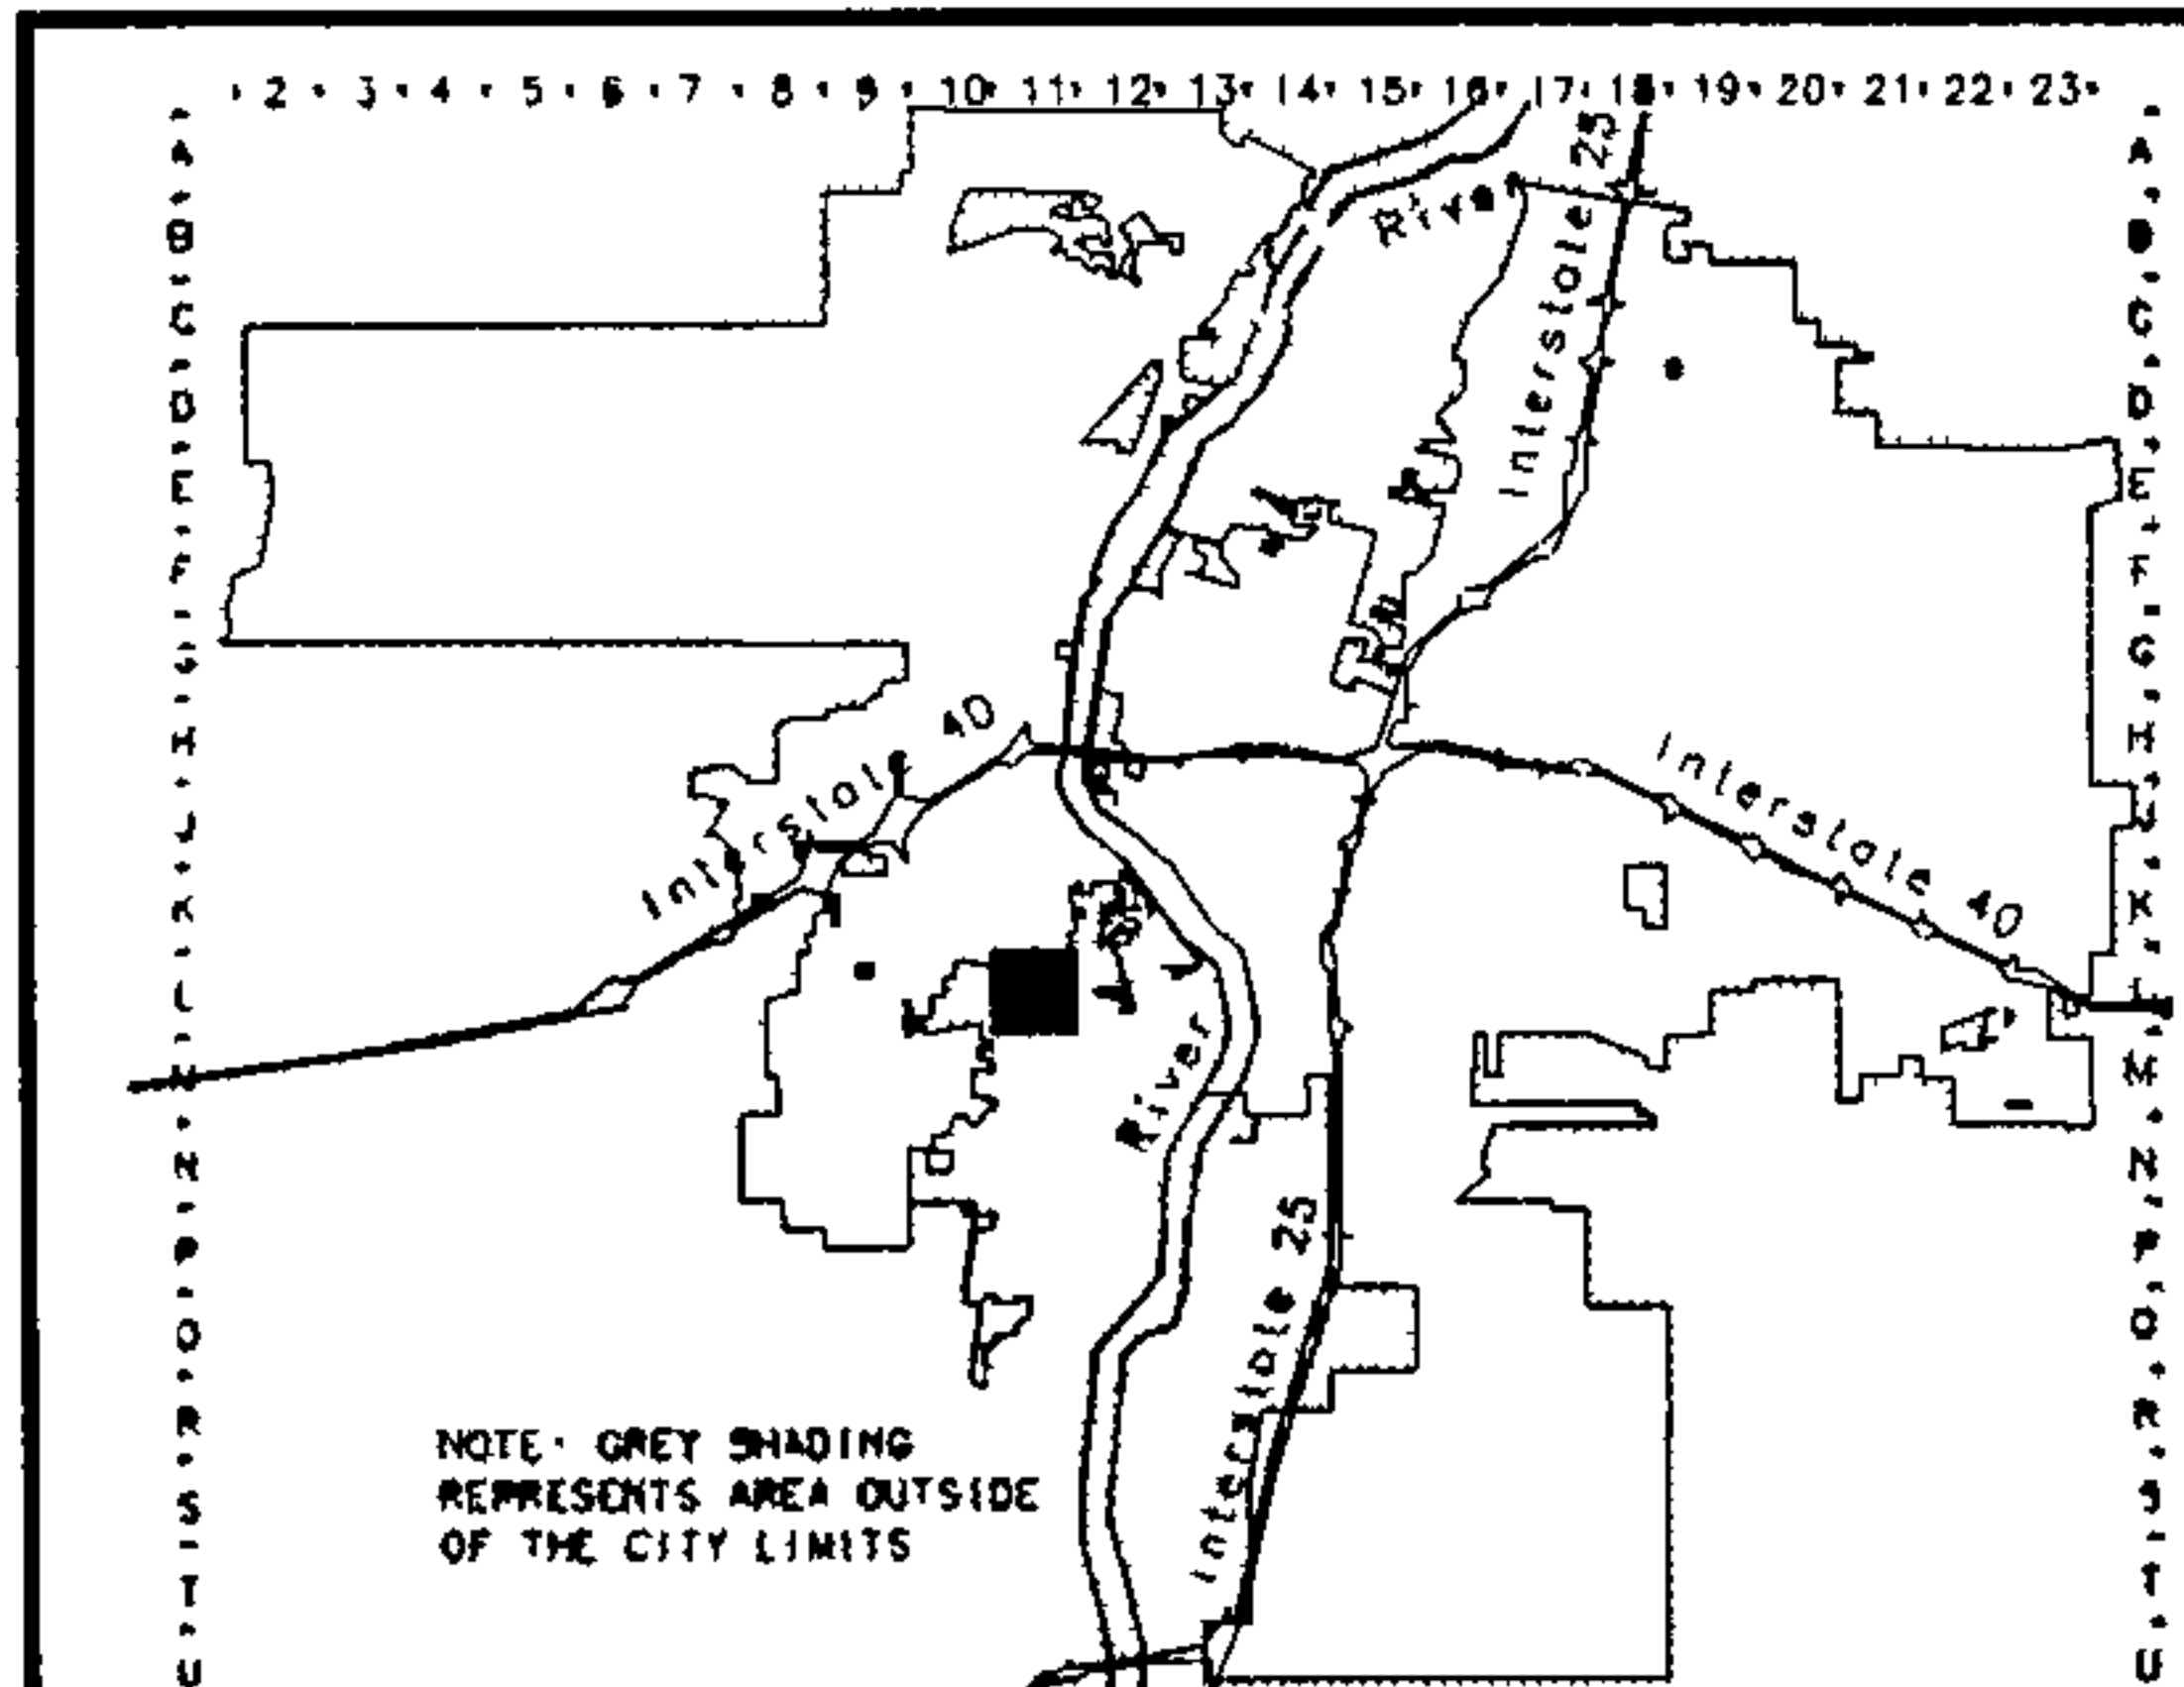 2 3 4 5 6 7 8 9 10 11 12 13 14 15 16 17 18 19 20 21 22 23
A A
B B
C C
D D
E E
F F
G G
H H
J J
K K
L L
M M
N N
P P
Q Q
R R
S S
T T
U U
River
Interstate 25
Interstate 40
Interstate 40
River
Interstate 25
NOTE: GREY SHADING
REPRESENTS AREA OUTSIDE
OF THE CITY LIMITS